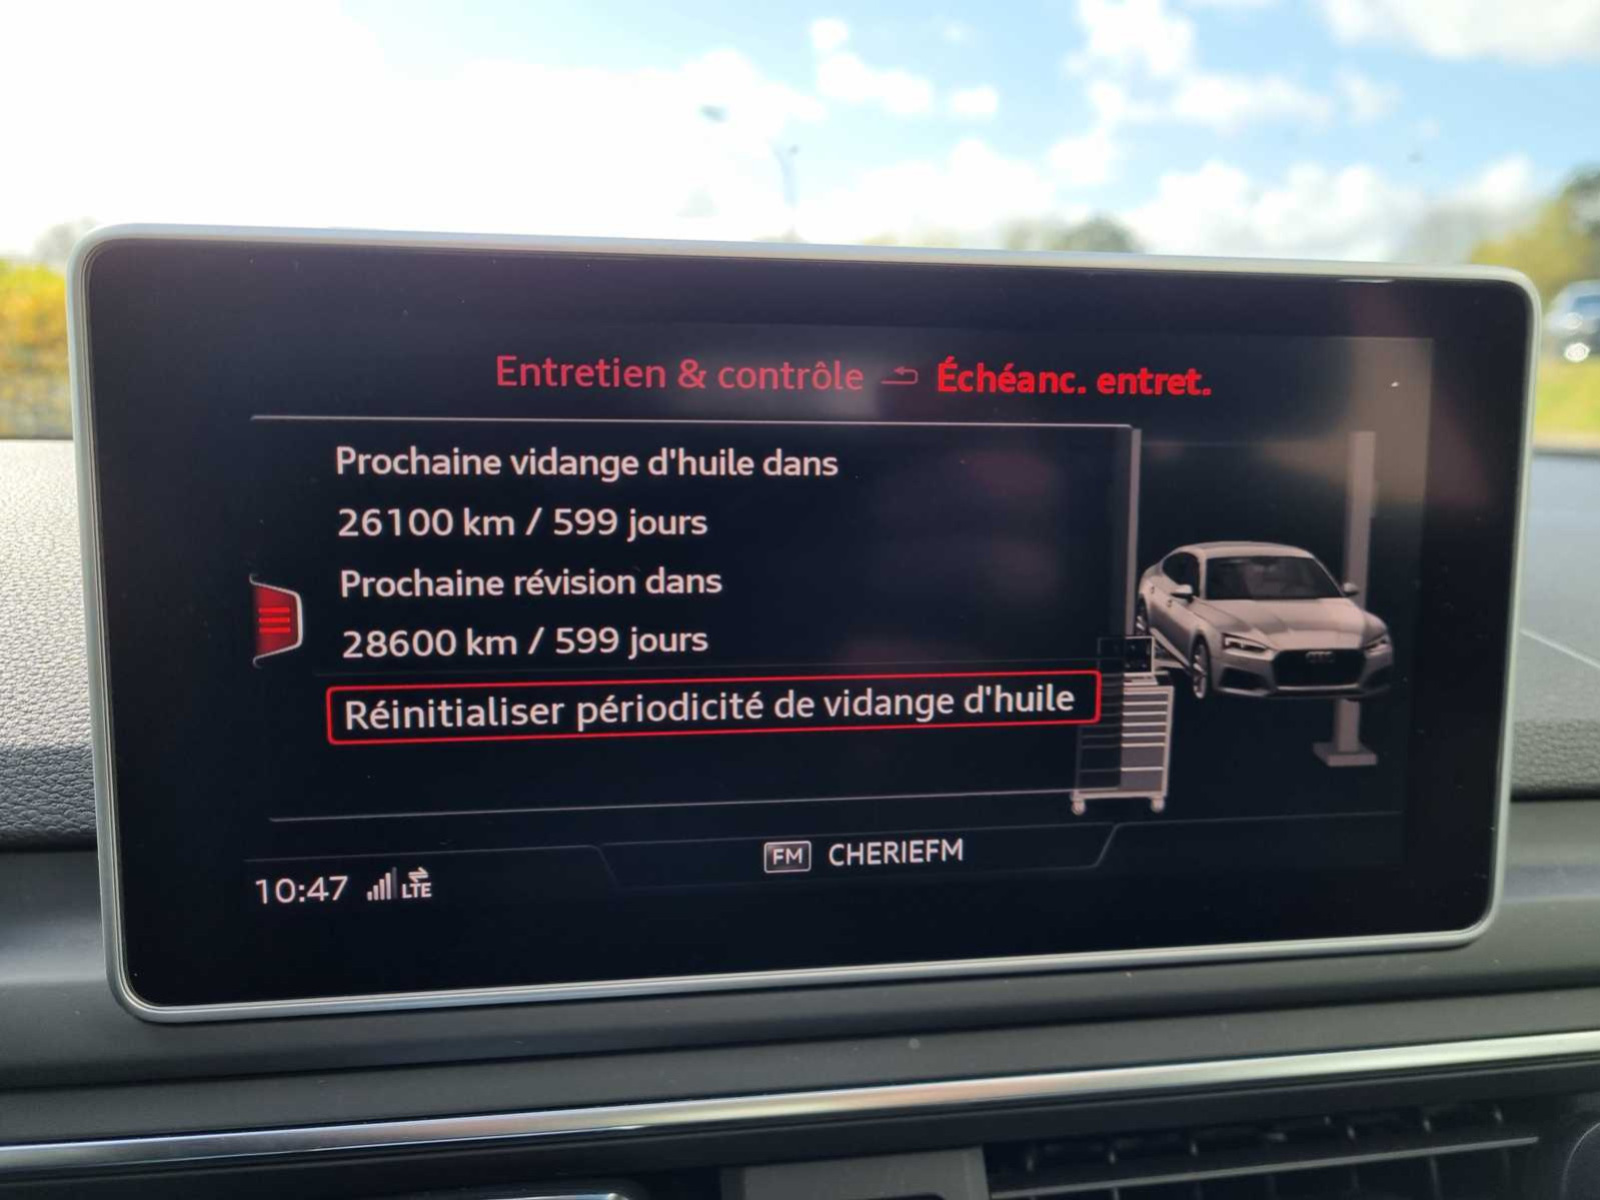 Entretien & contrôle Échéanc. entret.
Prochaine vidange d'huile dans
26100 km / 599 jours
Prochaine révision dans
28600 km / 599 jours
Réinitialiser périodicité de vidange d'huile
FM CHERIEFM
10:47 LTE